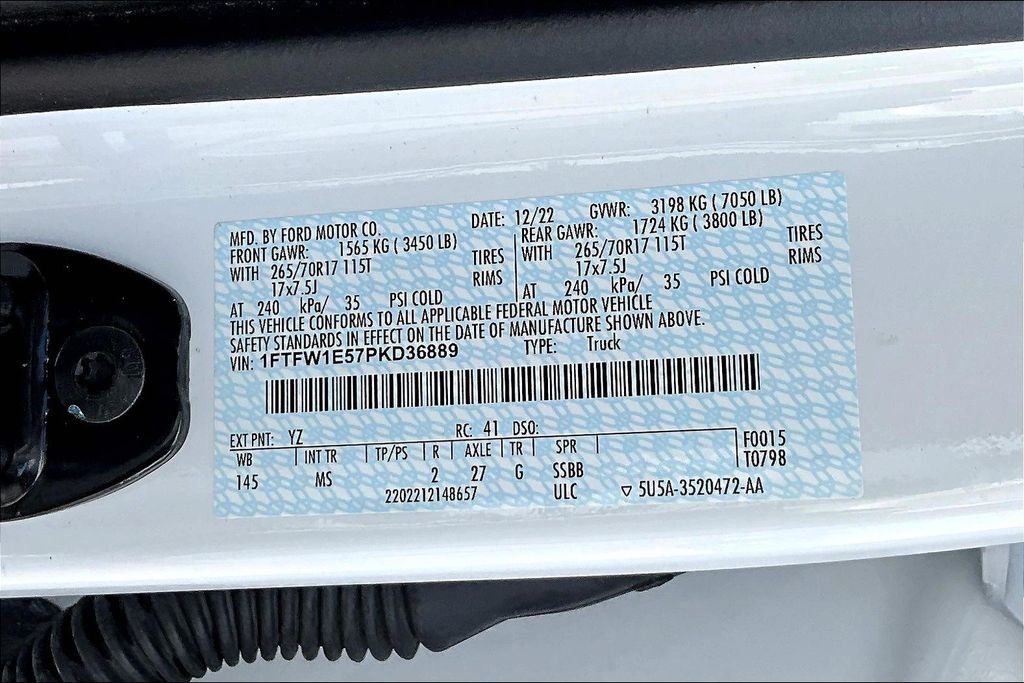 MFD. BY FORD MOTOR CO. DATE: 12/22 GVWR: 3198 KG ( 7050 LB)
FRONT GAWR: 1565 KG ( 3450 LB) REAR GAWR: 1724 KG ( 3800 LB)
WITH 265/70R17 115T TIRES WITH 265/70R17 115T TIRES
17x7.5J RIMS 17x7.5J RIMS
AT 240 kPa/ 35 PSI COLD AT 240 kPa/ 35 PSI COLD
THIS VEHICLE CONFORMS TO ALL APPLICABLE FEDERAL MOTOR VEHICLE
SAFETY STANDARDS IN EFFECT ON THE DATE OF MANUFACTURE SHOWN ABOVE.
VIN: 1FTFW1E57PKD36889 TYPE: Truck
EXT PNT: YZ RC: 41 DSO:
WB INT TR TP/PS R AXLE TR SPR F0015
145 MS 2 27 G SSBB T0798
2202212148657 ULC ▽ 5U5A-3520472-AA